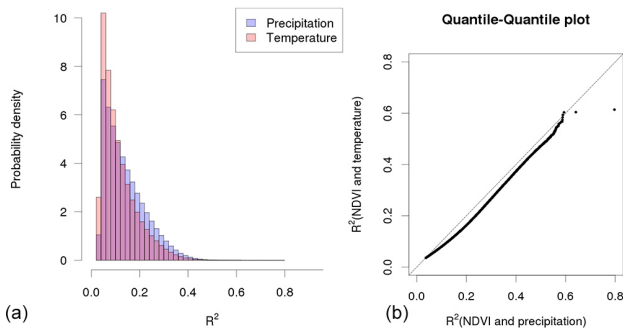 Precipitation
Temperature
Probability density
10
8
6
4
2
0
0.0 0.2 0.4 0.6 0.8
R²
(a)
Quantile-Quantile plot
R²(NDVI and temperature)
0.8
0.6
0.4
0.2
0.0
0.0 0.2 0.4 0.6 0.8
R²(NDVI and precipitation)
(b)